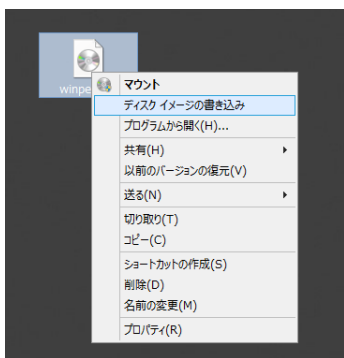 winpe
マウント
ディスク イメージの書き込み
プログラムから開く(H)...
共有(H)
以前のバージョンの復元(V)
送る(N)
切り取り(T)
コピー(C)
ショートカットの作成(S)
削除(D)
名前の変更(M)
プロパティ(R)